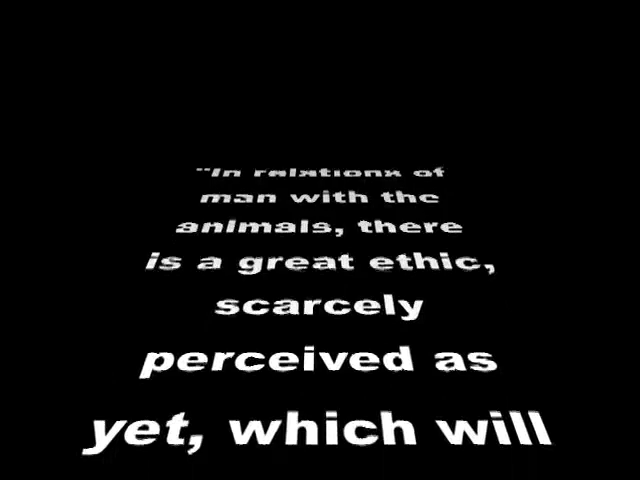 "In relations of
man with the
animals, there
is a great ethic,
scarcely
perceived as
yet, which will